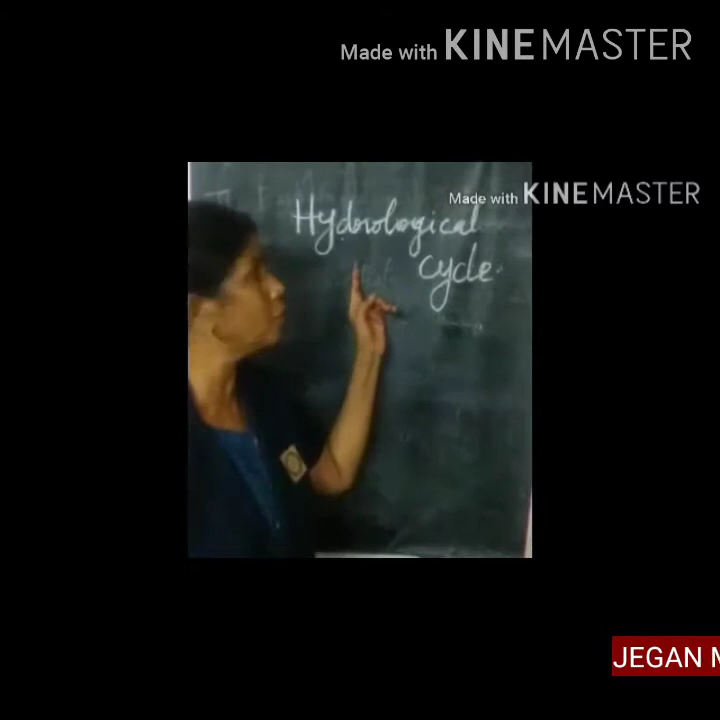 Made with KINEMASTER
Made with KINEMASTER
Hydrological
cycle.
JEGAN M